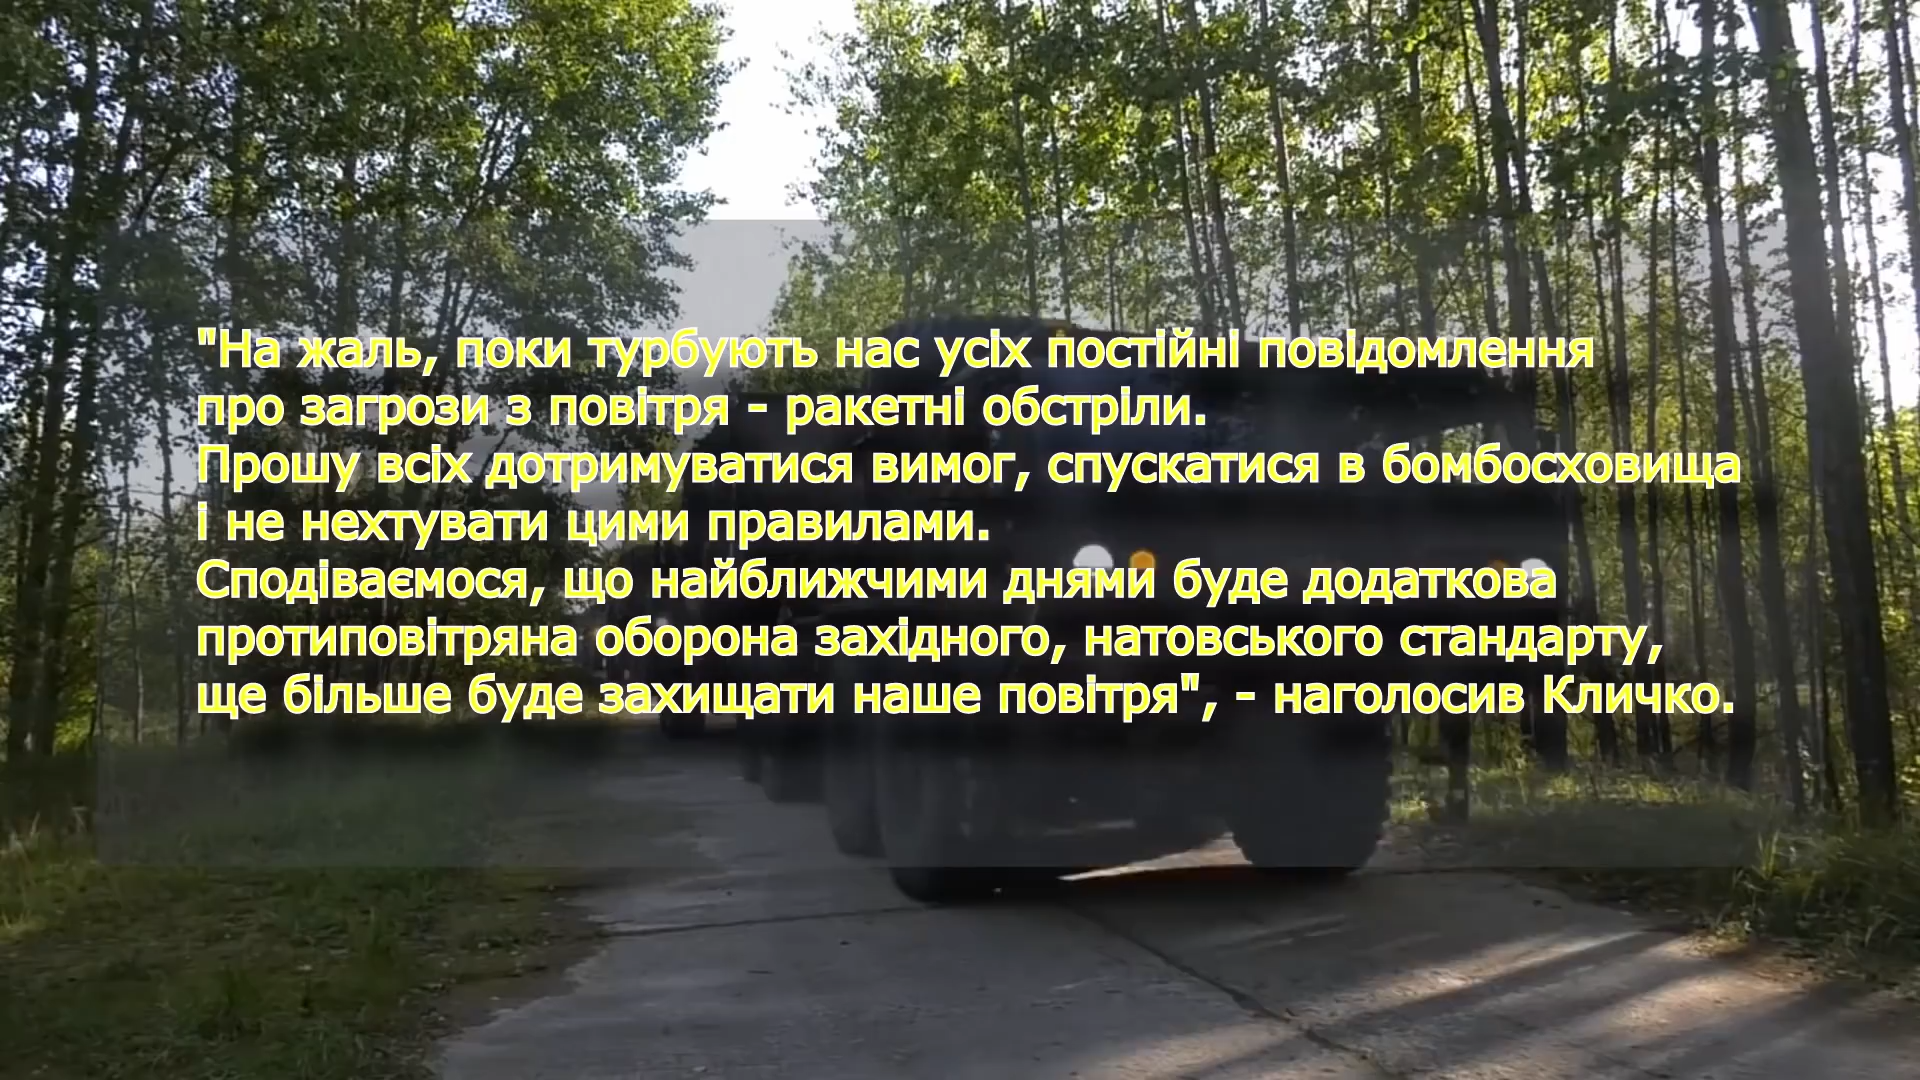 "На жаль, поки турбують нас усіх постійні повідомлення
про загрози з повітря - ракетні обстріли.
Прошу всіх дотримуватися вимог, спускатися в бомбосховища
і не нехтувати цими правилами.
Сподіваємося, що найближчими днями буде додаткова
протиповітряна оборона західного, натовського стандарту,
ще більше буде захищати наше повітря", - наголосив Кличко.